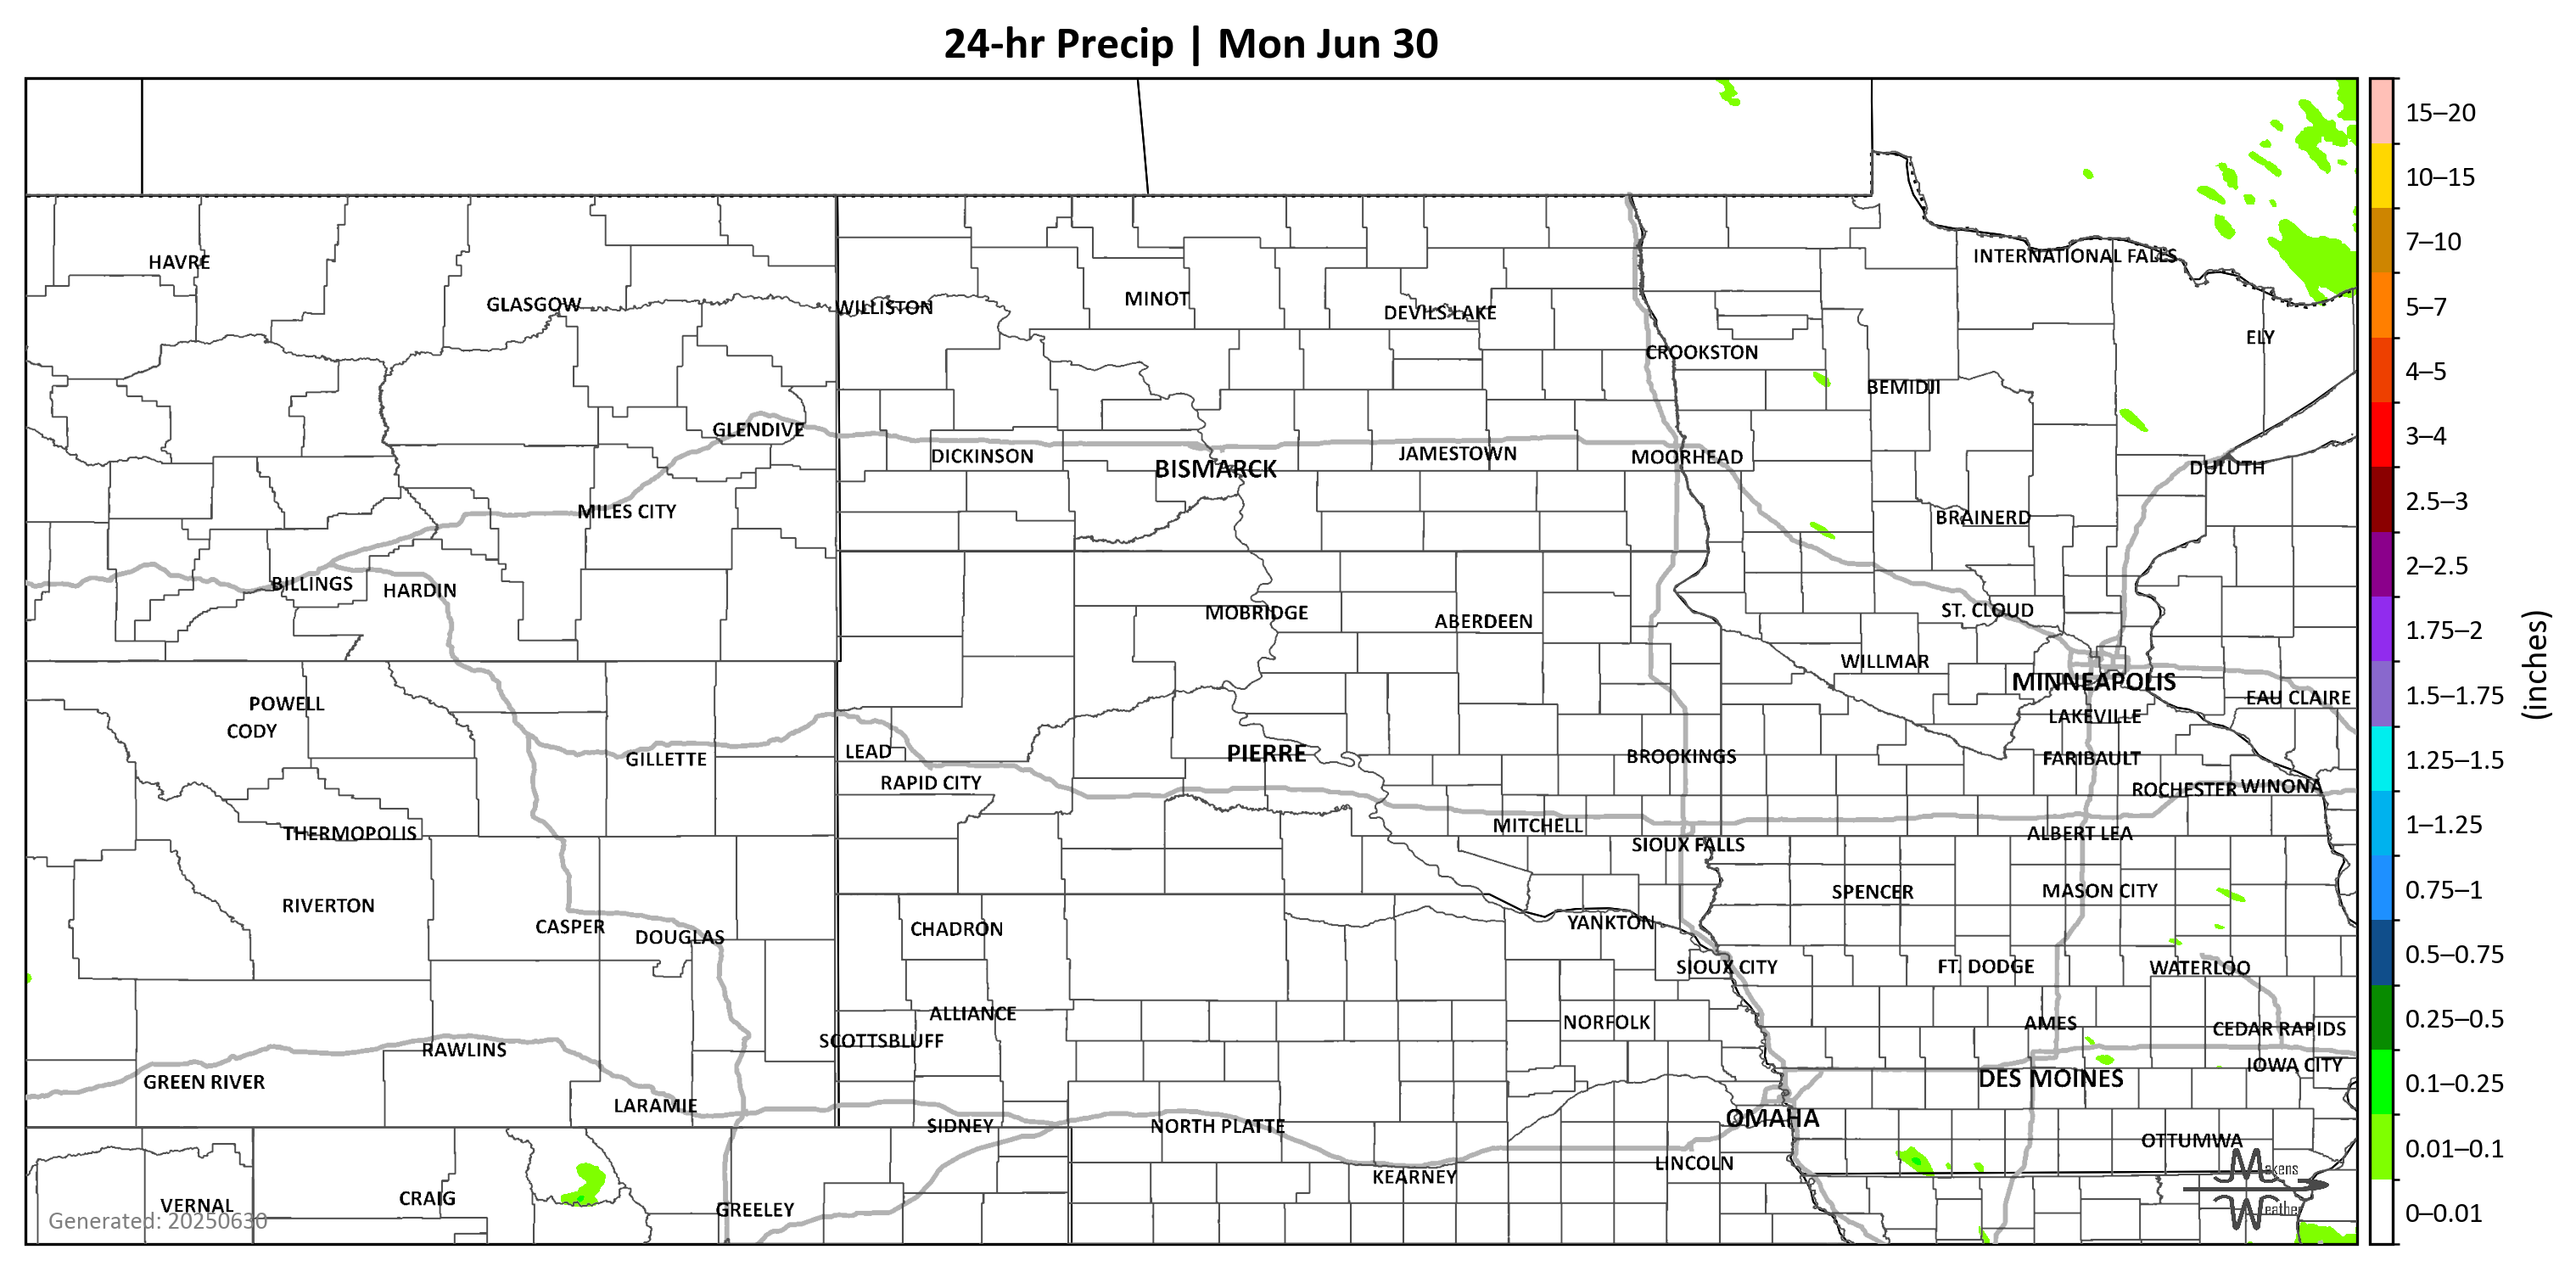 24-hr Precip | Mon Jun 30
15–20
10–15
INTERNATIONAL FALLS
7–10
HAVRE
MINOT
GLASGOW
WILLISTON
DEVILS LAKE
5–7
ELY
CROOKSTON
4–5
BEMIDJI
GLENDIVE
3–4
DICKINSON
JAMESTOWN
MOORHEAD
BISMARCK
DULUTH
2.5–3
MILES CITY
BRAINERD
2–2.5
BILLINGS
HARDIN
MOBRIDGE
ABERDEEN
ST. CLOUD
1.75–2
WILLMAR
MINNEAPOLIS
(inches)
EAU CLAIRE
1.5–1.75
POWELL
CODY
LAKEVILLE
LEAD
PIERRE
BROOKINGS
FARIBAULT
GILLETTE
1.25–1.5
RAPID CITY
ROCHESTER
WINONA
MITCHELL
1–1.25
THERMOPOLIS
ALBERT LEA
SIOUX FALLS
SPENCER
MASON CITY
0.75–1
RIVERTON
CASPER
DOUGLAS
CHADRON
YANKTON
0.5–0.75
SIOUX CITY
FT. DODGE
WATERLOO
ALLIANCE
NORFOLK
AMES
0.25–0.5
CEDAR RAPIDS
SCOTTSBLUFF
RAWLINS
IOWA CITY
GREEN RIVER
DES MOINES
0.1–0.25
LARAMIE
SIDNEY
NORTH PLATTE
OMAHA
OTTUMWA
0.01–0.1
LINCOLN
KEARNEY
Makens
VERNAL
CRAIG
GREELEY
Weather
0–0.01
Generated: 20250630